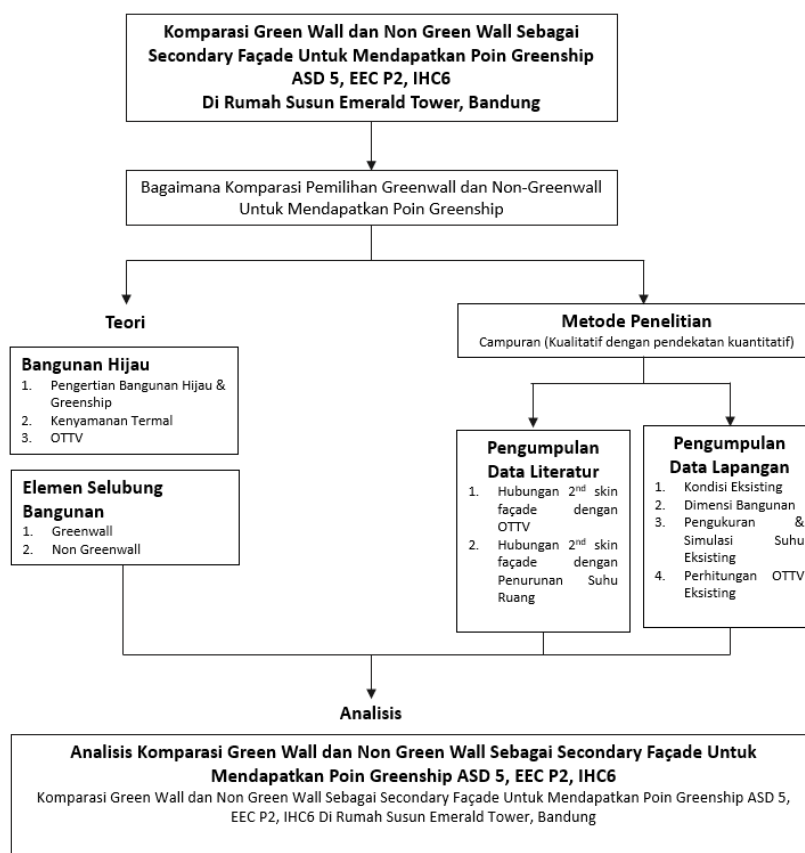 Komparasi Green Wall dan Non Green Wall Sebagai
Secondary Façade Untuk Mendapatkan Poin Greenship
ASD 5, EEC P2, IHC6
Di Rumah Susun Emerald Tower, Bandung
Bagaimana Komparasi Pemilihan Greenwall dan Non-Greenwall
Untuk Mendapatkan Poin Greenship
Teori
Bangunan Hijau
1. Pengertian Bangunan Hijau &
Greenship
2. Kenyamanan Termal
3. OTTV
Elemen Selubung
Bangunan
1. Greenwall
2. Non Greenwall
Metode Penelitian
Campuran (Kualitatif dengan pendekatan kuantitatif)
Pengumpulan
Data Literatur
1. Hubungan 2nd skin
façade dengan
OTTV
2. Hubungan 2nd skin
façade dengan
Penurunan Suhu
Ruang
Pengumpulan
Data Lapangan
1. Kondisi Eksisting
2. Dimensi Bangunan
3. Pengukuran &
Simulasi Suhu
Eksisting
4. Perhitungan OTTV
Eksisting
Analisis
Analisis Komparasi Green Wall dan Non Green Wall Sebagai Secondary Façade Untuk
Mendapatkan Poin Greenship ASD 5, EEC P2, IHC6
Komparasi Green Wall dan Non Green Wall Sebagai Secondary Façade Untuk Mendapatkan Poin Greenship ASD 5,
EEC P2, IHC6 Di Rumah Susun Emerald Tower, Bandung